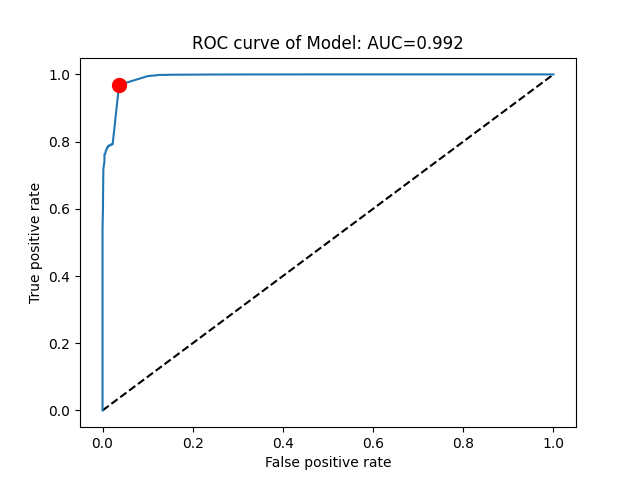 ROC curve of Model: AUC=0.992
1.0
0.8
0.6
0.4
0.2
0.0
True positive rate
0.0 0.2 0.4 0.6 0.8 1.0
False positive rate